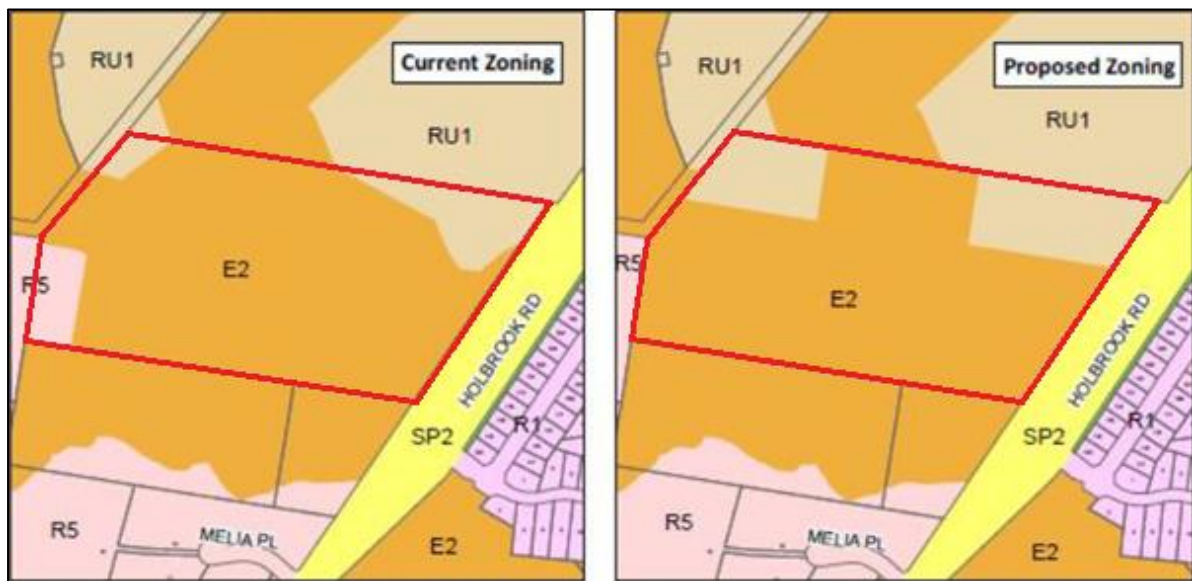 RU1
Current Zoning
RU1
R5
E2
HOLBROOK RD
R1
SP2
R5
MELIA PL
E2
RU1
Proposed Zoning
RU1
R5
E2
HOLBROOK RD
R1
SP2
R5
MELIA PL
E2